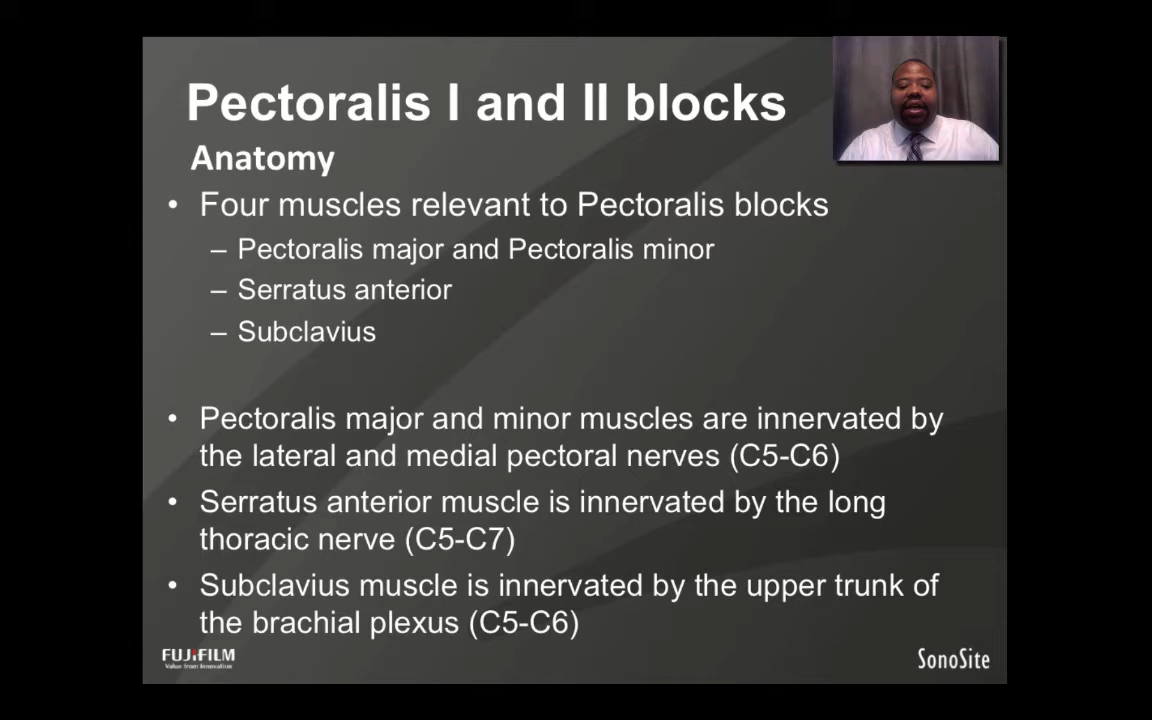 Pectoralis I and II blocks
Anatomy
• Four muscles relevant to Pectoralis blocks
– Pectoralis major and Pectoralis minor
– Serratus anterior
– Subclavius
• Pectoralis major and minor muscles are innervated by
the lateral and medial pectoral nerves (C5-C6)
• Serratus anterior muscle is innervated by the long
thoracic nerve (C5-C7)
• Subclavius muscle is innervated by the upper trunk of
the brachial plexus (C5-C6)
FUJIFILM
Value from Innovation
SonoSite